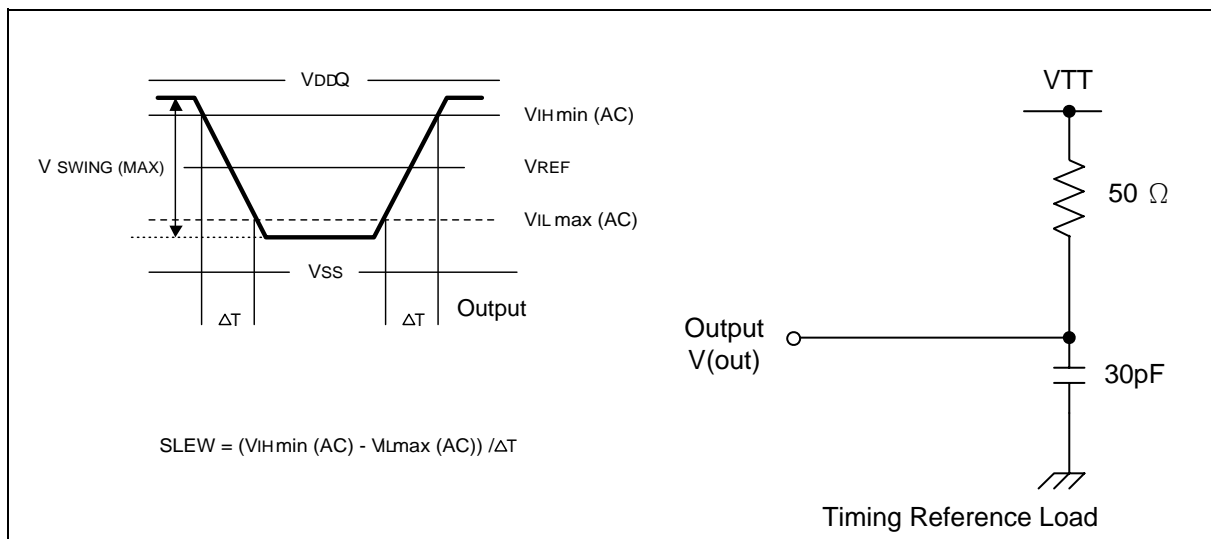 VDDQ
VIH min (AC)
V SWING (MAX)
VREF
VIL max (AC)
VSS
Output
ΔT
ΔT
SLEW = (VIH min (AC) - VILmax (AC)) /ΔT
VTT
50 Ω
Output
V(out)
30pF
Timing Reference Load